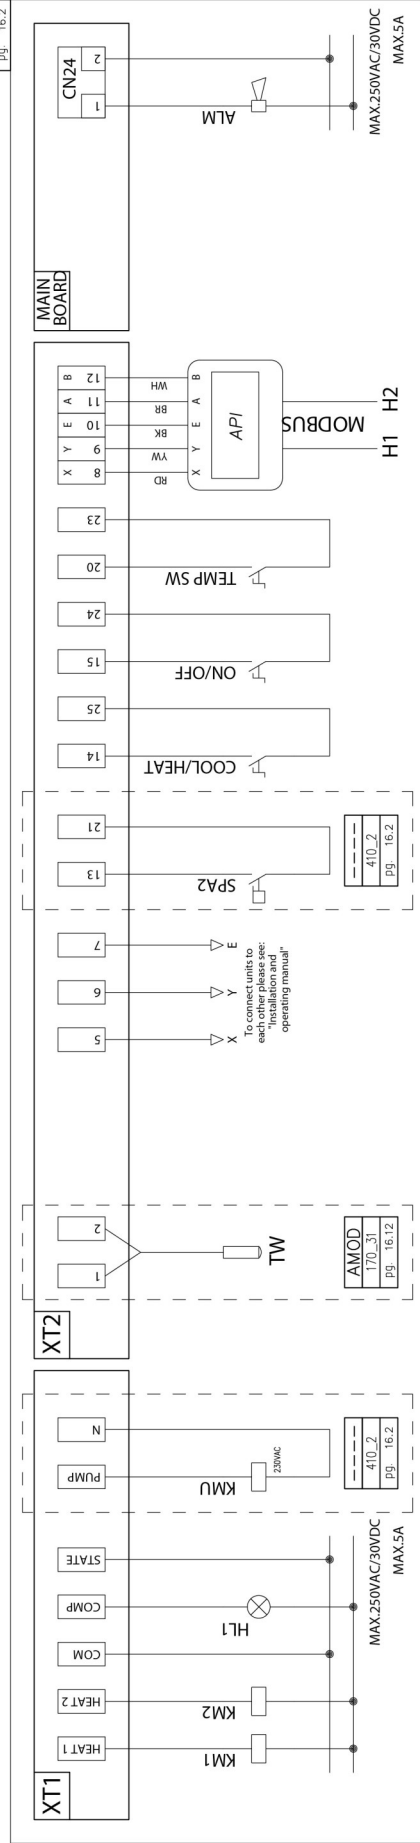 pg. 16.2
XT1
HEAT 1
HEAT 2
COM
COMP
STATE
PUMP
N
KM1
KM2
HL1
KMU
230VAC
MAX.250VAC/30VDC
MAX.5A
410_2
pg. 16.2
XT2
1
2
5
6
7
13
21
14
25
15
24
20
23
8
9
10
11
12
X
Y
E
A
B
TW
AMOD
170_31
pg. 16.12
X
Y
E
To connect units to
each other please see:
"Installation and
operating manual"
SPA2
410_2
pg. 16.2
COOL/HEAT
ON/OFF
TEMP SW
RD
YW
BK
BR
WH
X
Y
E
A
B
API
MODBUS
H1
H2
MAIN
BOARD
CN24
1
2
ALM
MAX.250VAC/30VDC
MAX.5A